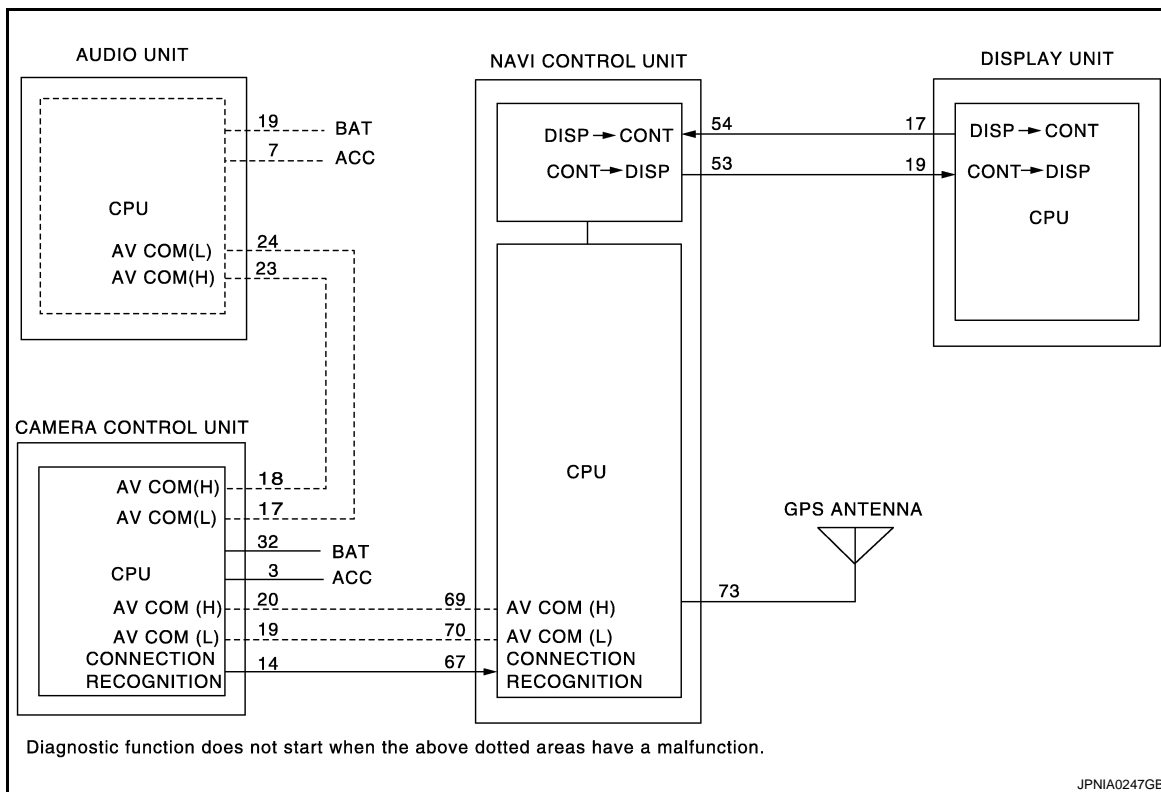 AUDIO UNIT
19 BAT
7 ACC
CPU
AV COM(L) 24
AV COM(H) 23
CAMERA CONTROL UNIT
AV COM(H) 18
AV COM(L) 17
32 BAT
CPU 3 ACC
AV COM (H) 20
AV COM (L) 19
CONNECTION
RECOGNITION 14
NAVI CONTROL UNIT
DISP → CONT 54
CONT → DISP 53
CPU
69 AV COM (H)
70 AV COM (L)
67 CONNECTION
RECOGNITION
73
GPS ANTENNA
DISPLAY UNIT
17 DISP → CONT
19 CONT → DISP
CPU
Diagnostic function does not start when the above dotted areas have a malfunction.
JPNIA0247GB